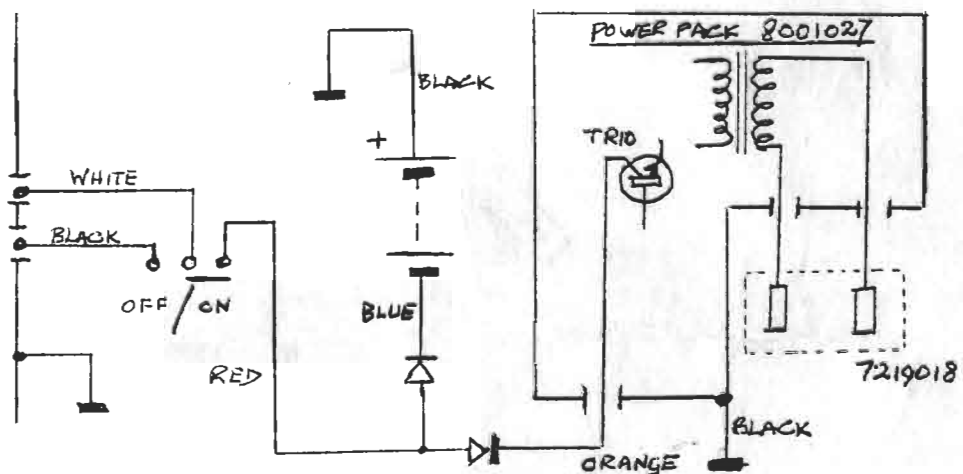 POWER PACK 8001027
BLACK
TR10
+
WHITE
BLACK
OFF
ON
BLUE
RED
7219018
BLACK
ORANGE